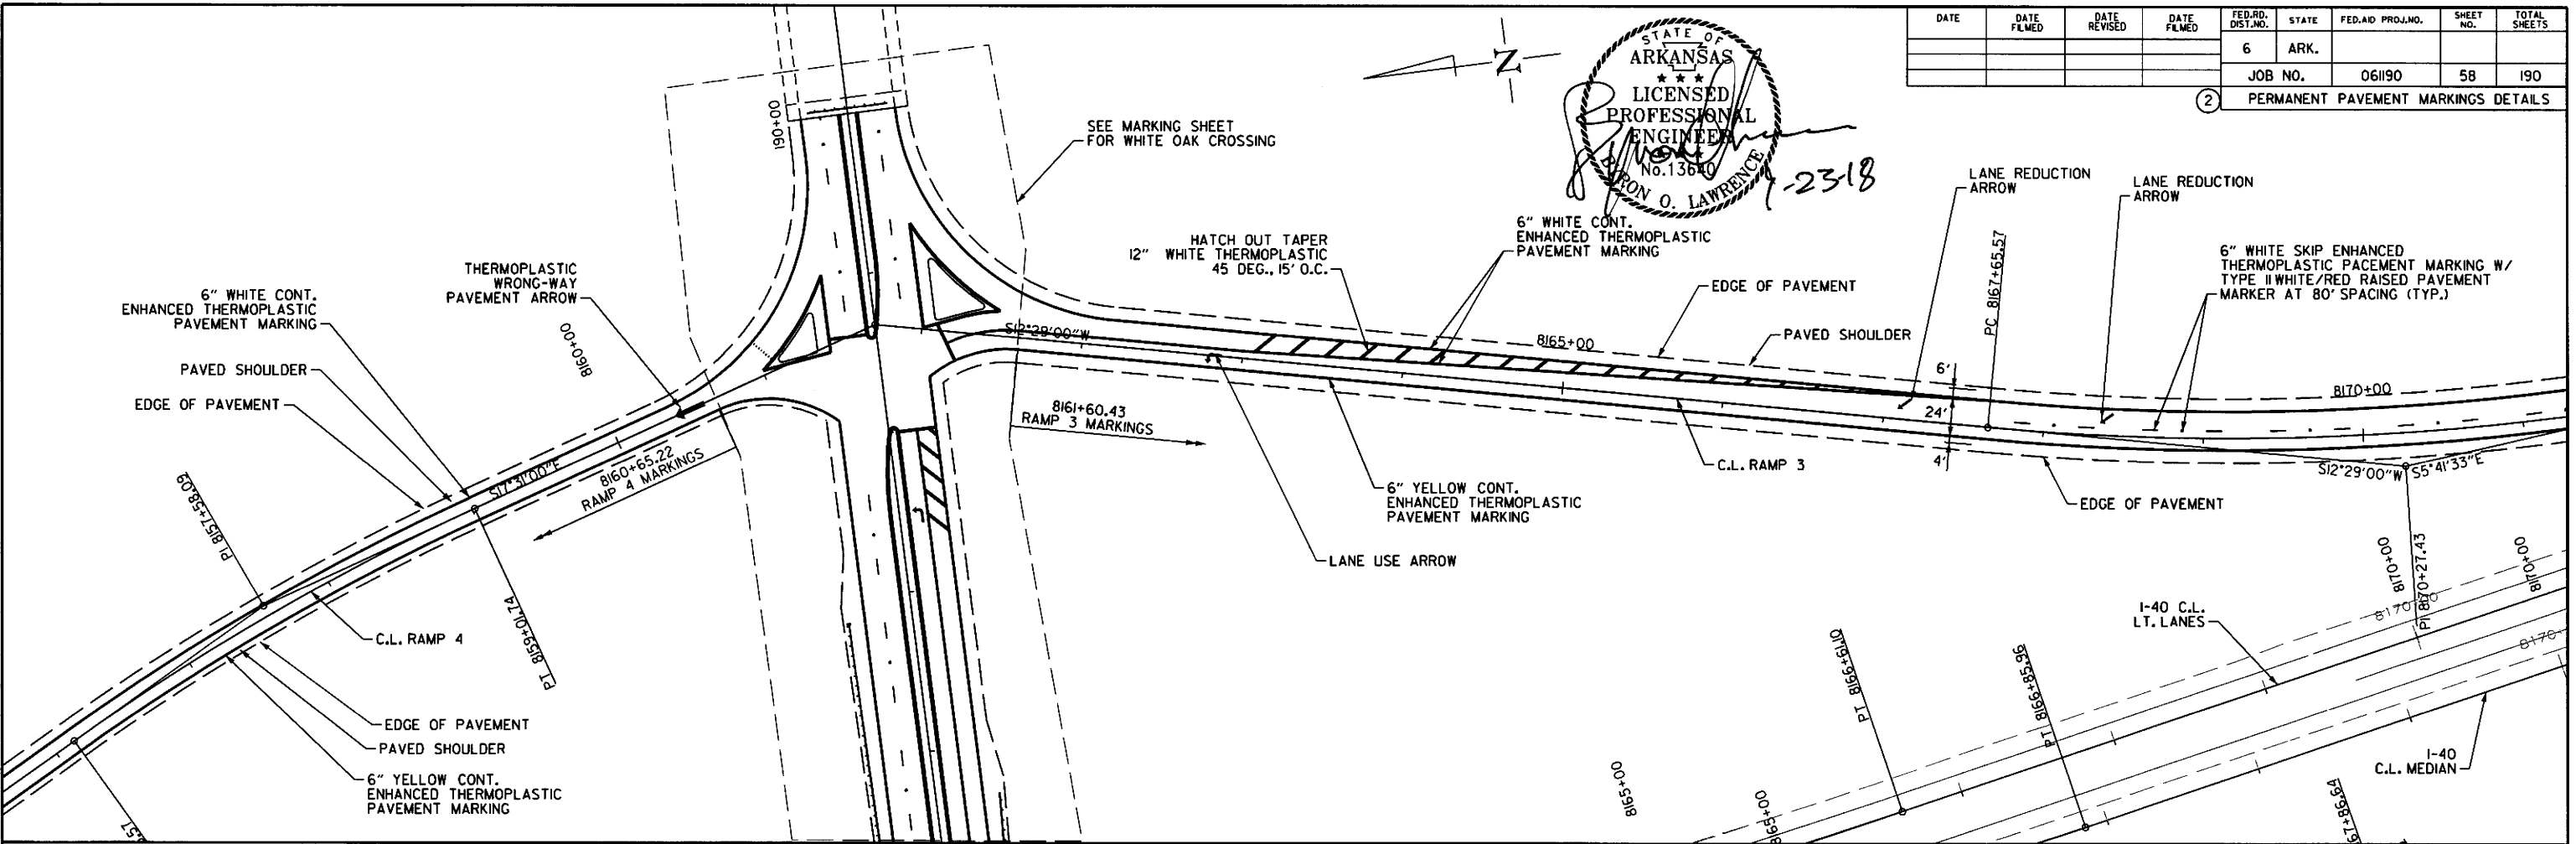 DATE
DATE FILMED
DATE REVISED
DATE FILMED
FED.RD. DIST.NO.
STATE
FED.AID PROJ.NO.
SHEET NO.
TOTAL SHEETS
6
ARK.
JOB NO.
061190
58
190
2
PERMANENT PAVEMENT MARKINGS DETAILS
N
STATE OF
ARKANSAS
★ ★ ★
LICENSED
PROFESSIONAL
ENGINEER
No.13640
BYRON O. LAWRENCE
-23-18
190+00
SEE MARKING SHEET
FOR WHITE OAK CROSSING
LANE REDUCTION
ARROW
LANE REDUCTION
ARROW
6" WHITE CONT.
ENHANCED THERMOPLASTIC
PAVEMENT MARKING
HATCH OUT TAPER
12" WHITE THERMOPLASTIC
45 DEG., 15' O.C.
6" WHITE SKIP ENHANCED
THERMOPLASTIC PACEMENT MARKING W/
TYPE II WHITE/RED RAISED PAVEMENT
MARKER AT 80' SPACING (TYP.)
PC 8167+65.57
THERMOPLASTIC
WRONG-WAY
PAVEMENT ARROW
6" WHITE CONT.
ENHANCED THERMOPLASTIC
PAVEMENT MARKING
EDGE OF PAVEMENT
PAVED SHOULDER
S12°29'00"W
8165+00
8160+00
PAVED SHOULDER
EDGE OF PAVEMENT
6'
24'
4'
8170+00
8161+60.43
RAMP 3 MARKINGS
C.L. RAMP 3
S12°29'00"W
S5°41'33"E
S17°31'00"E
8160+65.22
RAMP 4 MARKINGS
6" YELLOW CONT.
ENHANCED THERMOPLASTIC
PAVEMENT MARKING
EDGE OF PAVEMENT
LANE USE ARROW
PI 8157+58.09
PT 8159+01.74
C.L. RAMP 4
8170+00
PI 8170+27.43
8170+00
I-40 C.L.
LT. LANES
8170+00
8170+
PT 8166+61.10
PT 8166+85.96
EDGE OF PAVEMENT
PAVED SHOULDER
6" YELLOW CONT.
ENHANCED THERMOPLASTIC
PAVEMENT MARKING
I-40
C.L. MEDIAN
8165+00
8165+00
67+86.64
.57